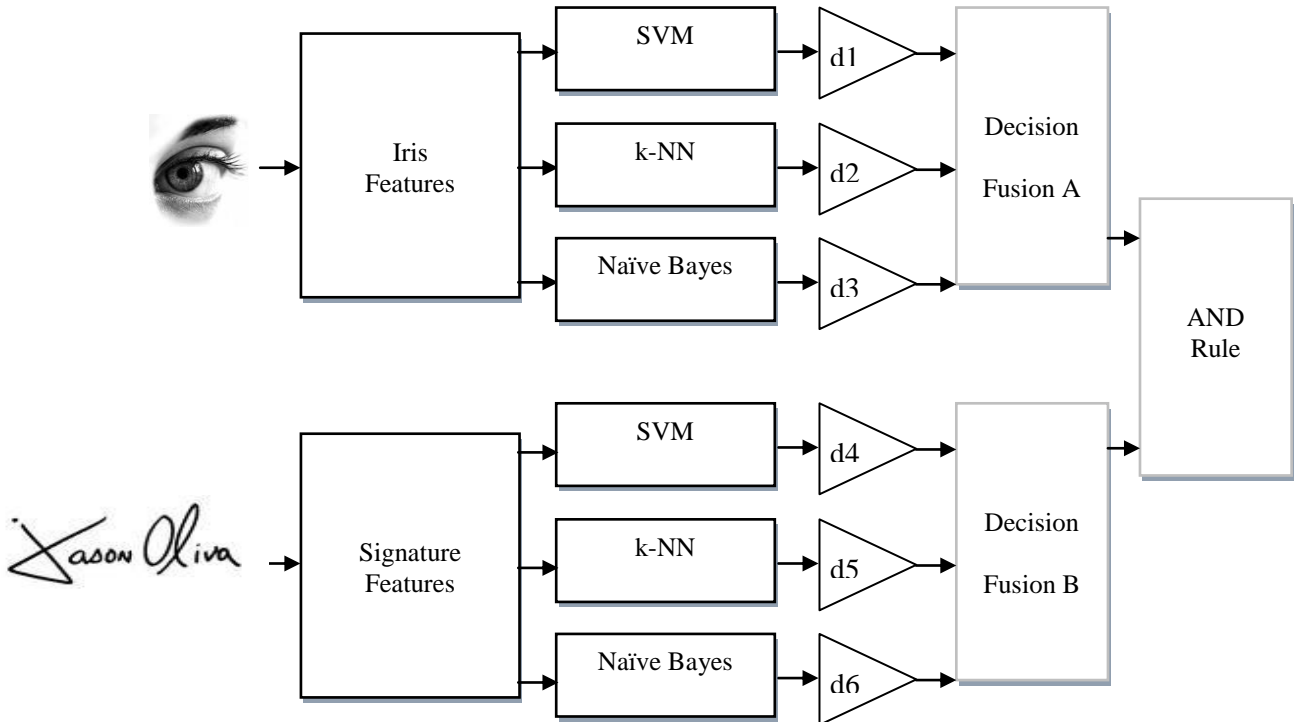 SVM
d1
Iris
Features
k-NN
d2
Decision
Fusion A
Naïve Bayes
d3
AND
Rule
SVM
d4
Jason Oliva
Signature
Features
k-NN
d5
Decision
Fusion B
Naïve Bayes
d6